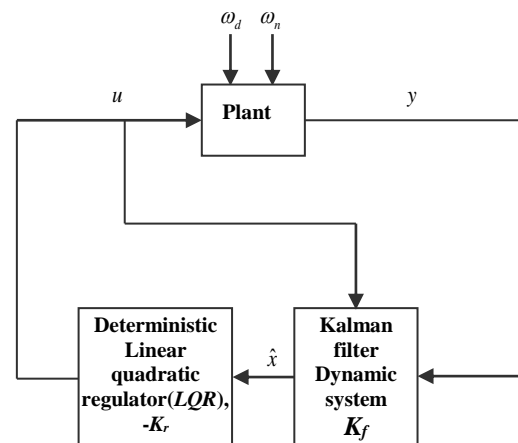 ω_d ω_n
u
Plant
y
Deterministic
Linear
quadratic
regulator(LQR),
-K_r
x̂
Kalman
filter
Dynamic
system
K_f